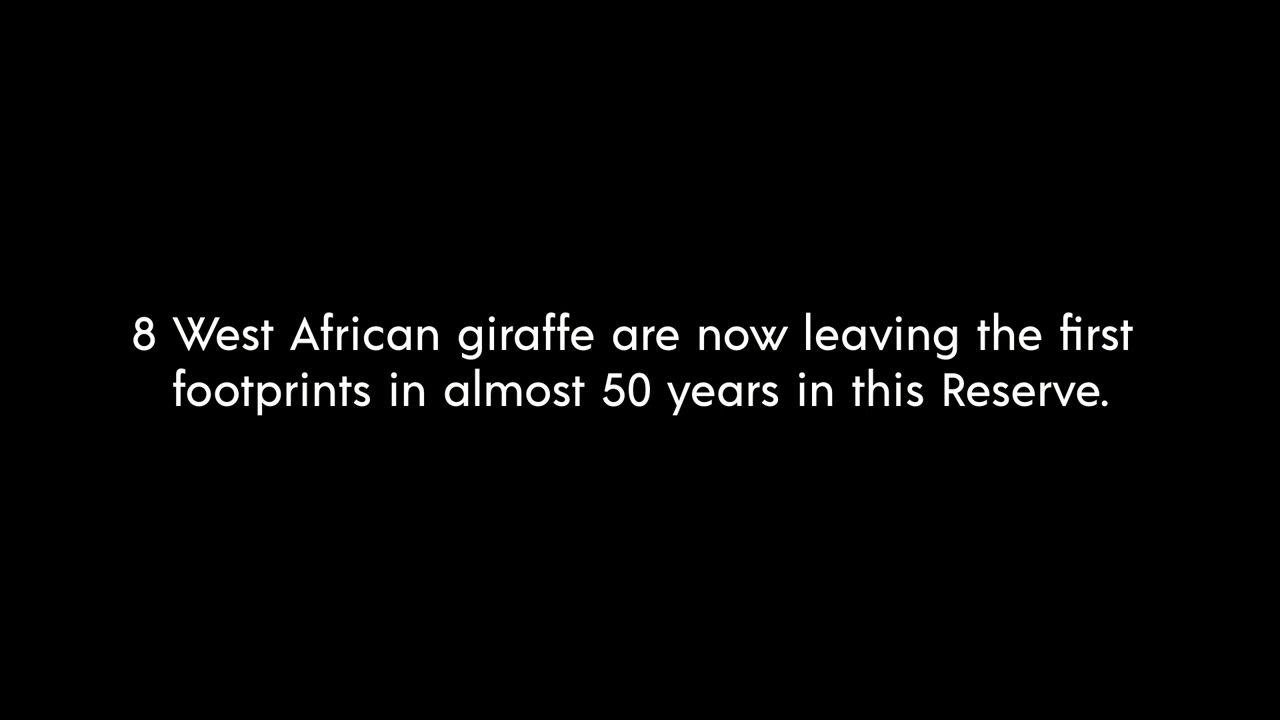 8 West African giraffe are now leaving the first
footprints in almost 50 years in this Reserve.